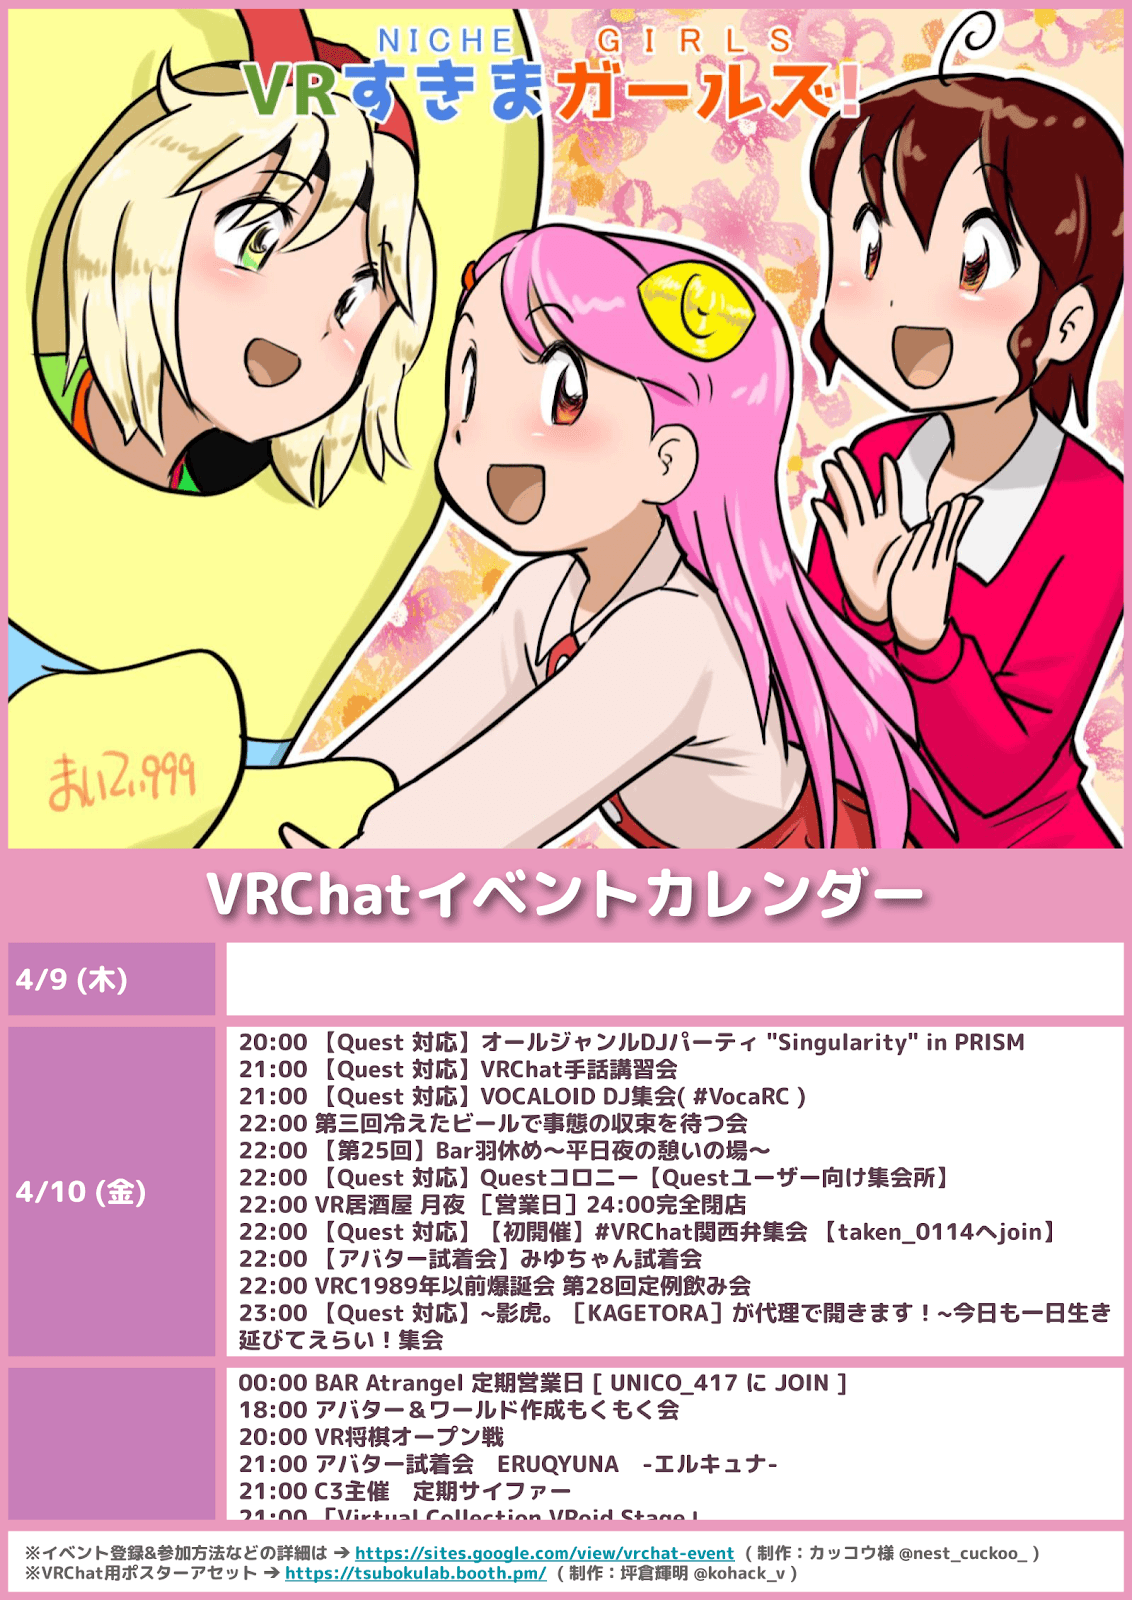 NICHE GIRLS
VRすきまガールズ!
まいこぃ999
VRChatイベントカレンダー
4/9 (木)
4/10 (金)
20:00 【Quest 対応】オールジャンルDJパーティ "Singularity" in PRISM
21:00 【Quest 対応】VRChat手話講習会
21:00 【Quest 対応】VOCALOID DJ集会( #VocaRC )
22:00 第三回冷えたビールで事態の収束を待つ会
22:00 【第25回】Bar羽休め～平日夜の憩いの場～
22:00 【Quest 対応】Questコロニー【Questユーザー向け集会所】
22:00 VR居酒屋 月夜 ［営業日］24:00完全閉店
22:00 【Quest 対応】【初開催】#VRChat関西弁集会 【taken_0114へjoin】
22:00 【アバター試着会】みゆちゃん試着会
22:00 VRC1989年以前爆誕会 第28回定例飲み会
23:00 【Quest 対応】~影虎。［KAGETORA］が代理で開きます！~今日も一日生き
延びてえらい！集会
00:00 BAR Atrangel 定期営業日 [ UNICO_417 に JOIN ]
18:00 アバター＆ワールド作成もくもく会
20:00 VR将棋オープン戦
21:00 アバター試着会　ERUQYUNA　-エルキュナ-
21:00 C3主催　定期サイファー
21:00 「Virtual Collection VRoid Stage」
※イベント登録&参加方法などの詳細は ➔ https://sites.google.com/view/vrchat-event ( 制作：カッコウ様 @nest_cuckoo_ )
※VRChat用ポスターアセット ➔ https://tsubokulab.booth.pm/ ( 制作：坪倉輝明 @kohack_v )